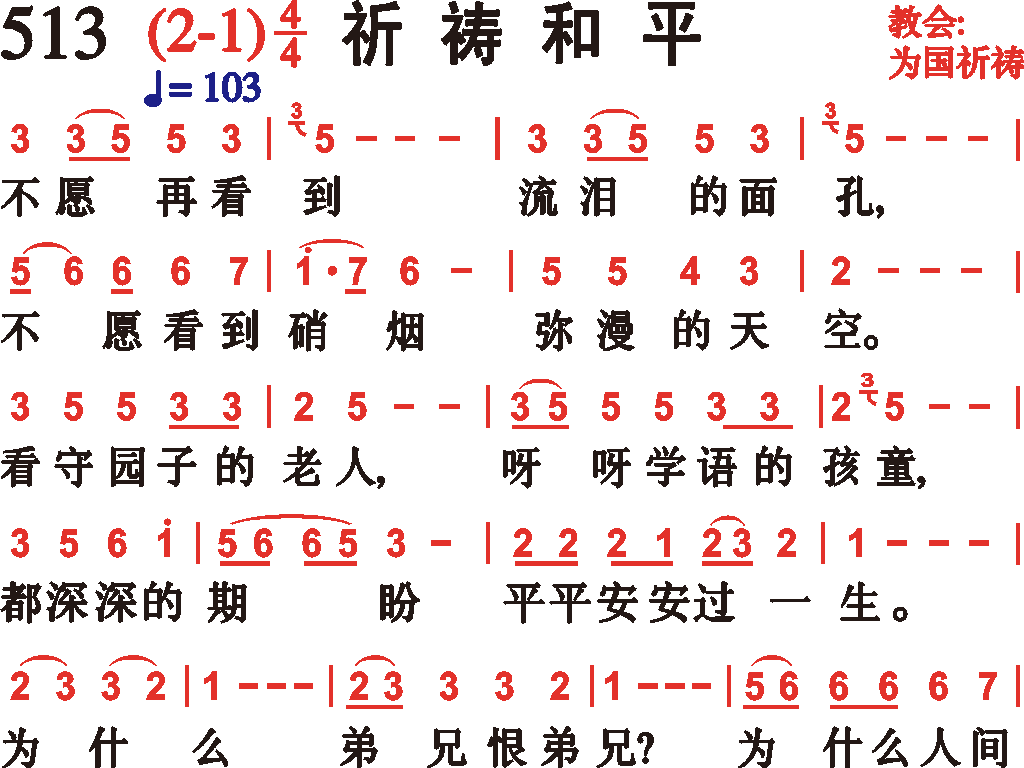 513 (2-1) 4/4 祈祷和平 教会:
为国祈祷
♩= 103
3 3 5 5 3 | 3 5 - - - | 3 3 5 5 3 | 3 5 - - - |
不愿 再看 到 流泪 的面 孔,
5 6 6 6 7 | i · 7 6 - | 5 5 4 3 | 2 - - - |
不 愿看到硝 烟 弥漫的天 空。
3 5 5 3 3 | 2 5 - - | 3 5 5 5 3 3 | 2 3 5 - - |
看守园子的老人, 呀 呀学语的孩童,
3 5 6 i | 5 6 6 5 3 - | 2 2 2 1 2 3 2 | 1 - - - |
都深深的期 盼 平平安安过 一 生。
2 3 3 2 | 1 - - - | 2 3 3 3 2 | 1 - - - | 5 6 6 6 6 7 |
为 什 么 弟 兄恨弟兄? 为 什么人间